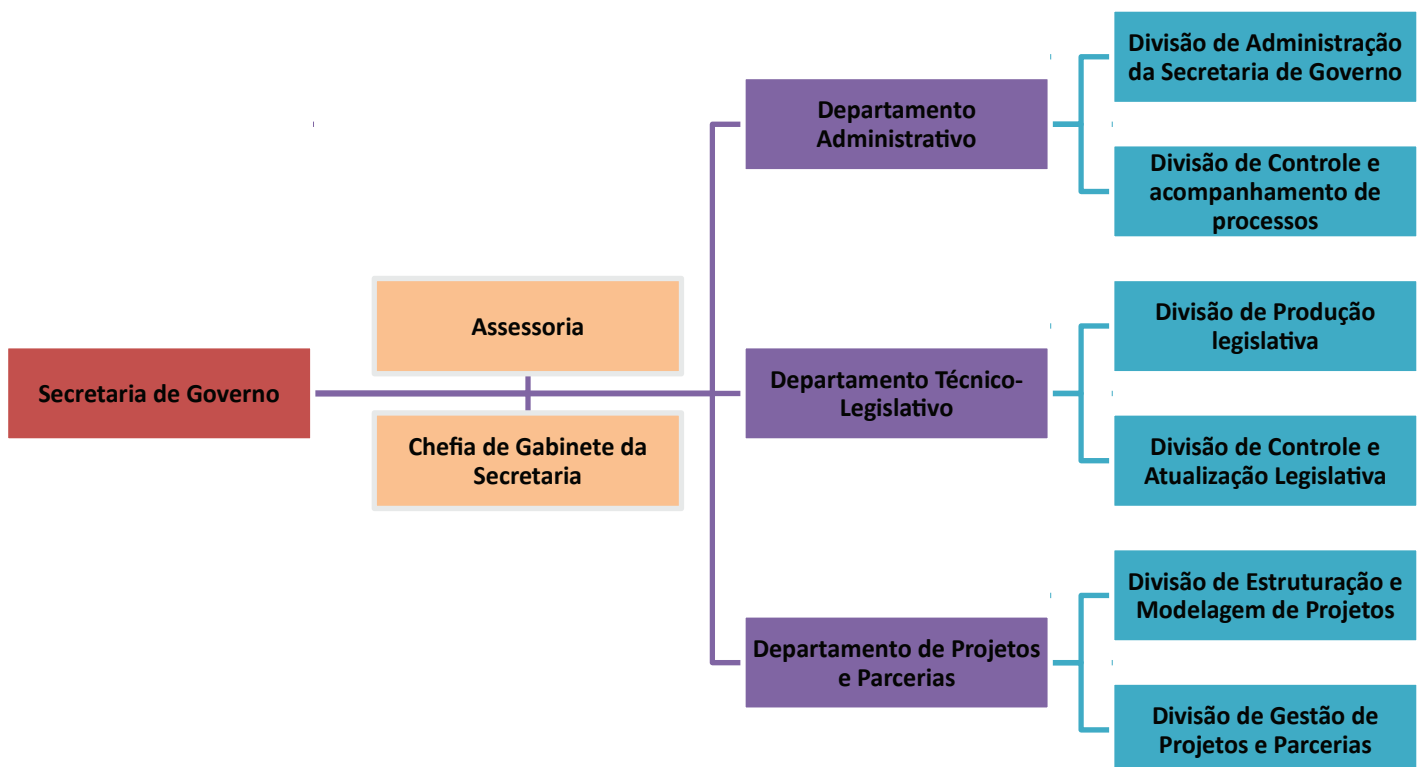 Secretaria de Governo
Assessoria
Chefia de Gabinete da
Secretaria
Departamento
Administrativo
Divisão de Administração
da Secretaria de Governo
Divisão de Controle e
acompanhamento de
processos
Departamento Técnico-
Legislativo
Divisão de Produção
legislativa
Divisão de Controle e
Atualização Legislativa
Departamento de Projetos
e Parcerias
Divisão de Estruturação e
Modelagem de Projetos
Divisão de Gestão de
Projetos e Parcerias